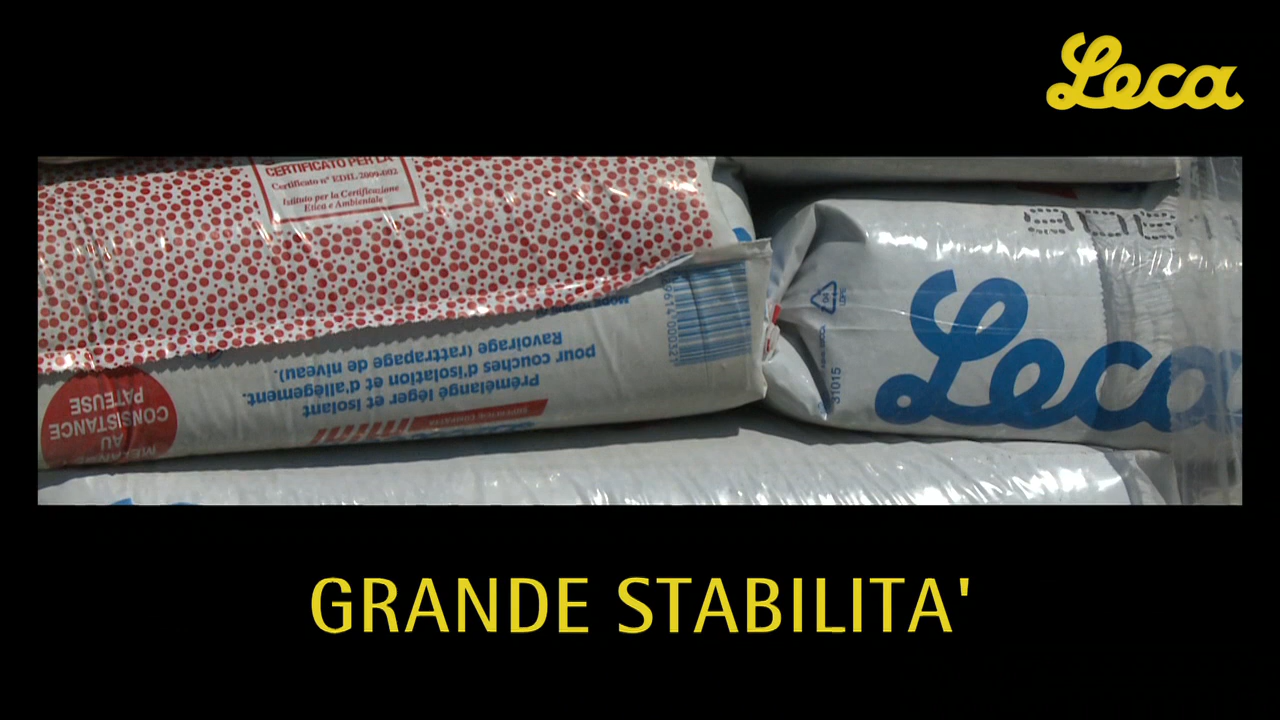 Leca
CERTIFICATO PER LA
Certificato n° EDIL 2009-002
Istituto per la Certificazione
Etica e Ambientale
Prémélange léger et isolant
pour couches d'isolation et d'allègement.
Ravoirage (rattrapage de niveau).
MÉLANGE
AU
CONSISTANCE
PATEUSE
31015
Leca
GRANDE STABILITA'